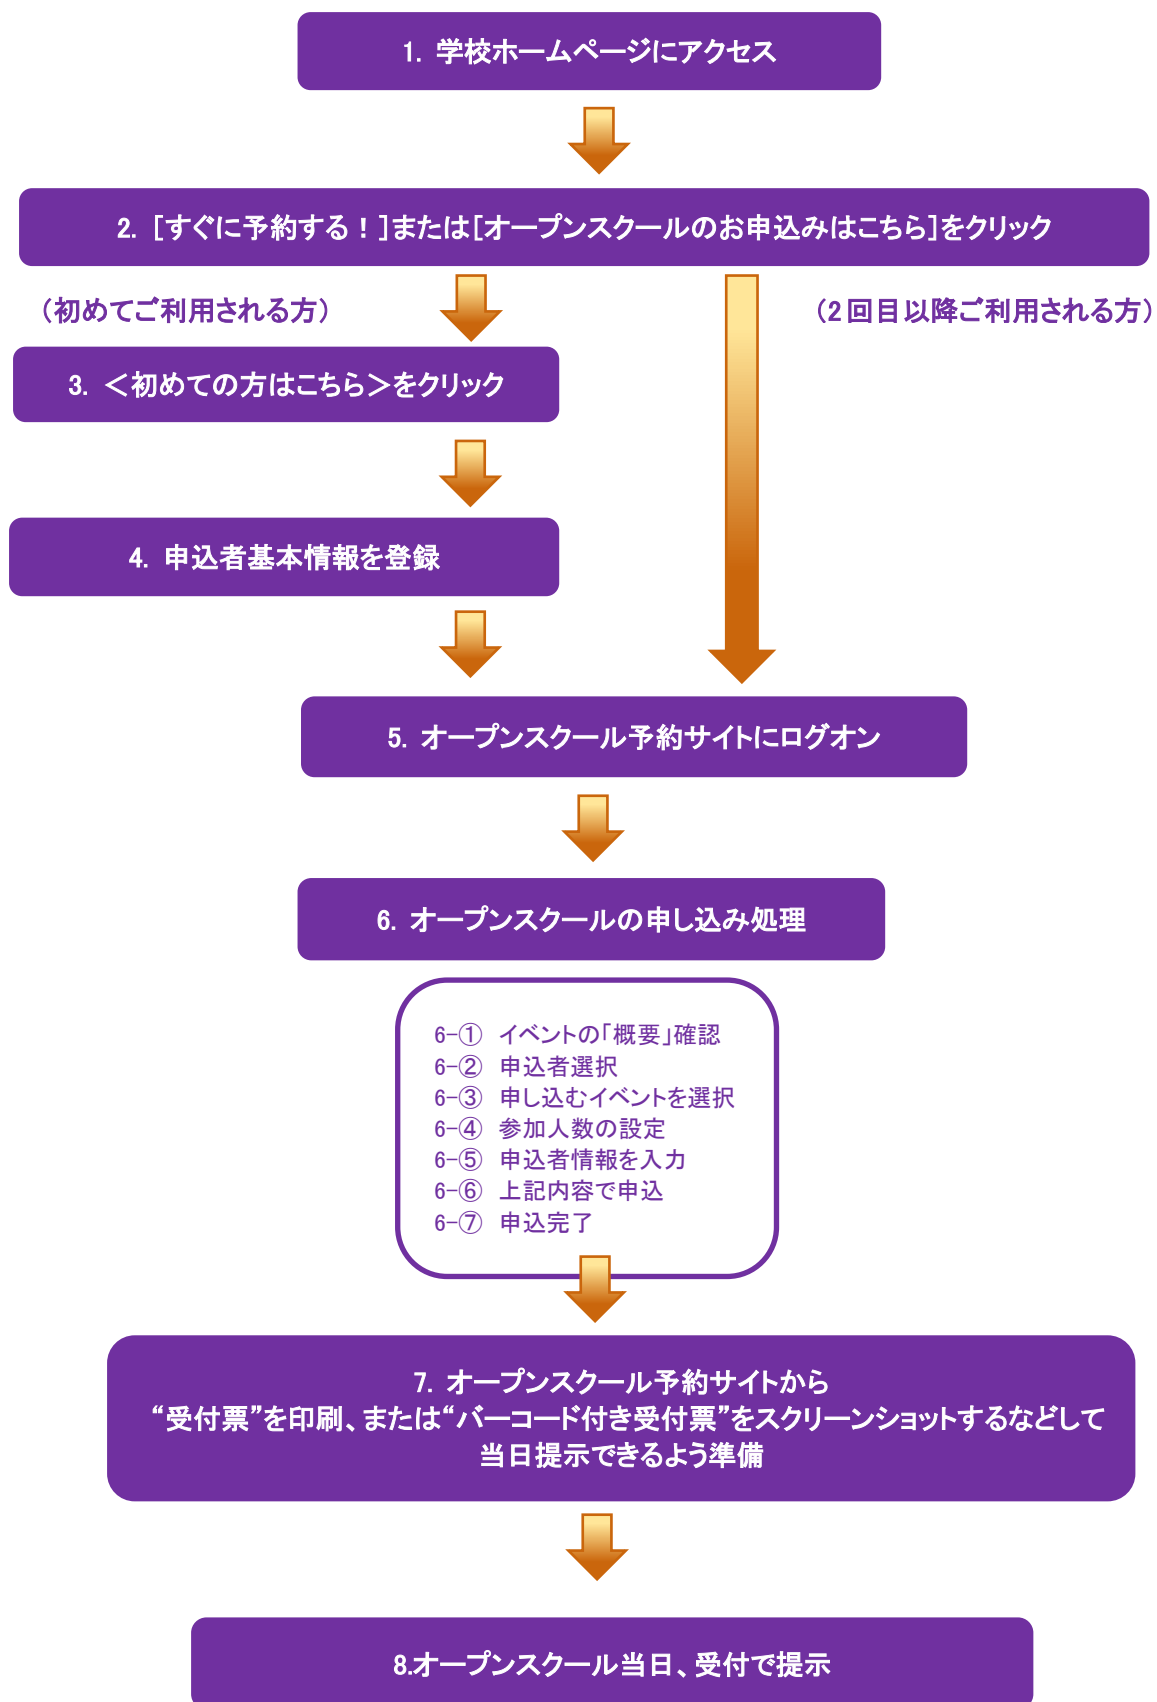 1. 学校ホームページにアクセス
2. [すぐに予約する！]または[オープンスクールのお申込みはこちら]をクリック
（初めてご利用される方）
（2回目以降ご利用される方）
3. ＜初めての方はこちら＞をクリック
4. 申込者基本情報を登録
5. オープンスクール予約サイトにログオン
6. オープンスクールの申し込み処理
6-① イベントの「概要」確認
6-② 申込者選択
6-③ 申し込むイベントを選択
6-④ 参加人数の設定
6-⑤ 申込者情報を入力
6-⑥ 上記内容で申込
6-⑦ 申込完了
7. オープンスクール予約サイトから
“受付票”を印刷、または“バーコード付き受付票”をスクリーンショットするなどして
当日提示できるよう準備
8.オープンスクール当日、受付で提示